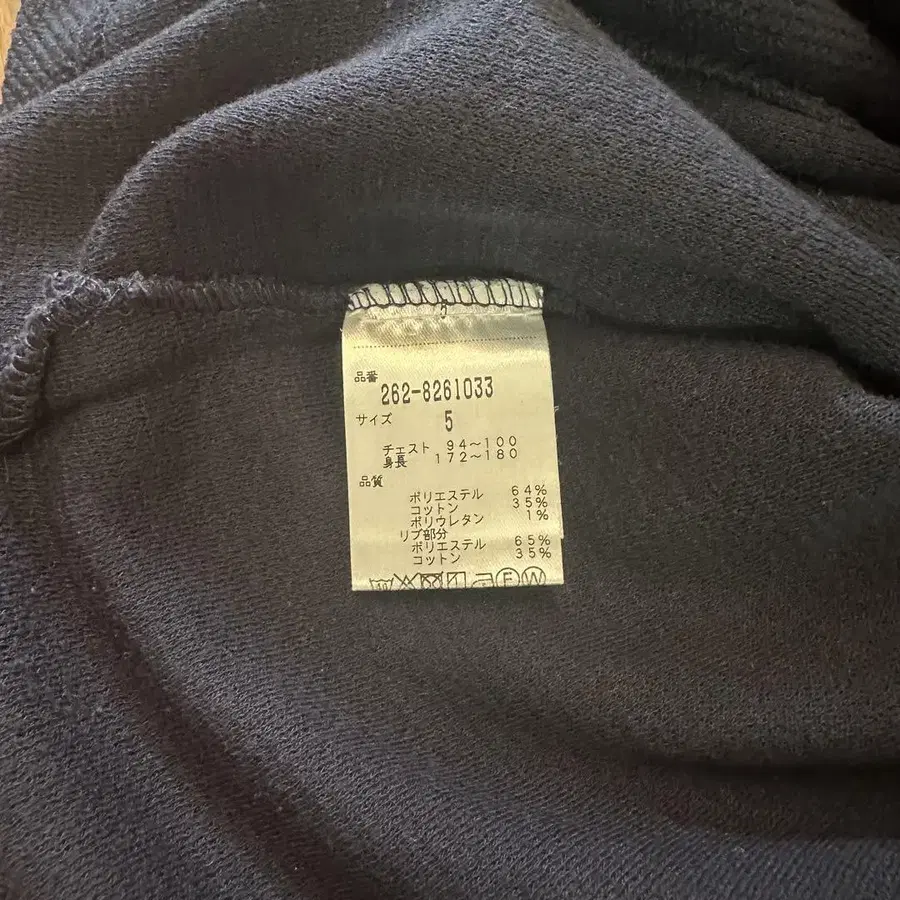 品番
262-8261033
サイズ 5
チェスト 94～100
身長 172～180
品質
ポリエステル 64%
コットン 35%
ポリウレタン 1%
リブ部分
ポリエステル 65%
コットン 35%
F W